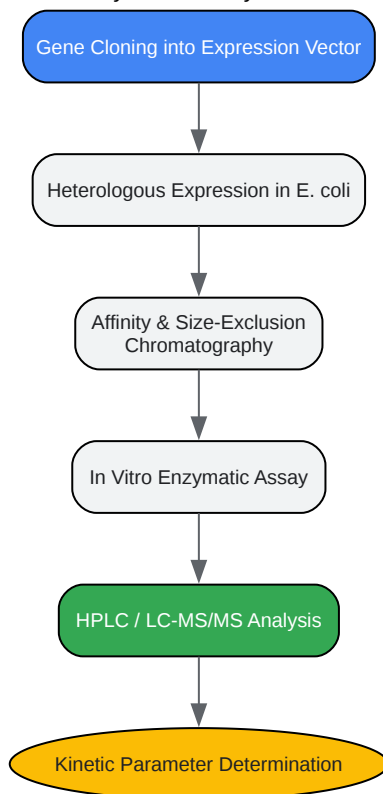 Gene Cloning into Expression Vector
Heterologous Expression in E. coli
Affinity & Size-Exclusion
Chromatography
In Vitro Enzymatic Assay
HPLC / LC-MS/MS Analysis
Kinetic Parameter Determination